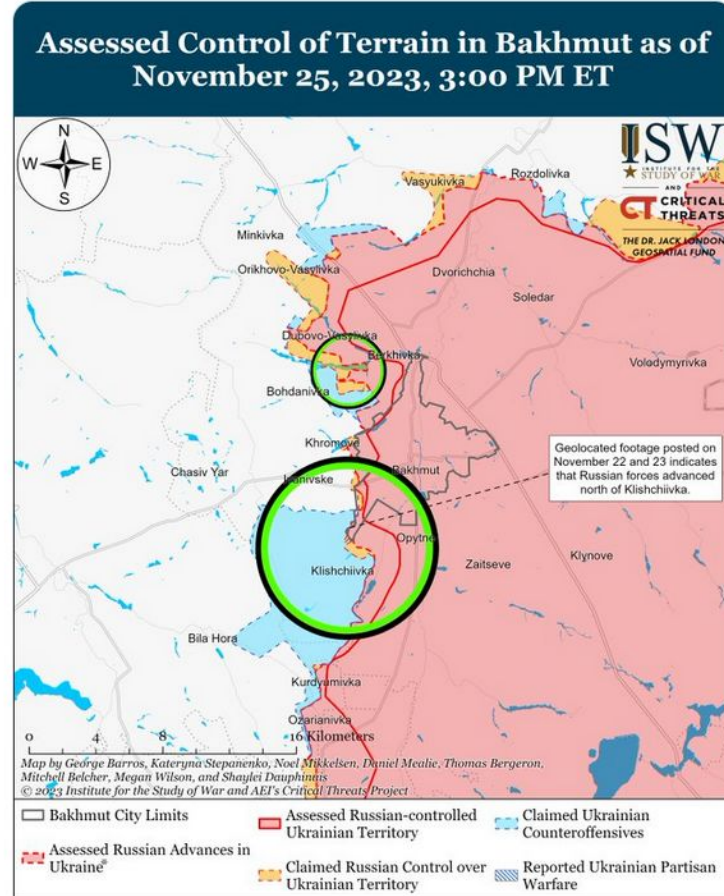 Assessed Control of Terrain in Bakhmut as of
November 25, 2023, 3:00 PM ET
N
W E
S
ISW
INSTITUTE FOR THE
STUDY OF WAR
AND
CT CRITICAL
THREATS
THE DR. JACK LONDON
GEOSPATIAL FUND
Vasyukivka
Rozdolivka
Minkivka
Orikhovo-Vasylivka
Dvorichchia
Soledar
Dubovo-Vasylivka
Berkhivka
Volodymyrivka
Bohdanivka
Khromove
Geolocated footage posted on
November 22 and 23 indicates
that Russian forces advanced
north of Klishchiivka.
Chasiv Yar
Ivanivske
Bakhmut
Opytne
Klishchiivka
Zaitseve
Klynove
Bila Hora
Kurdyumivka
Ozarianivka
0 4 8 16 Kilometers
Map by George Barros, Kateryna Stepanenko, Noel Mikkelsen, Daniel Mealie, Thomas Bergeron,
Mitchell Belcher, Megan Wilson, and Shaylei Dauphinais
© 2023 Institute for the Study of War and AEI's Critical Threats Project
Bakhmut City Limits
Assessed Russian Advances in
Ukraine*
Assessed Russian-controlled
Ukrainian Territory
Claimed Russian Control over
Ukrainian Territory
Claimed Ukrainian
Counteroffensives
Reported Ukrainian Partisan
Warfare